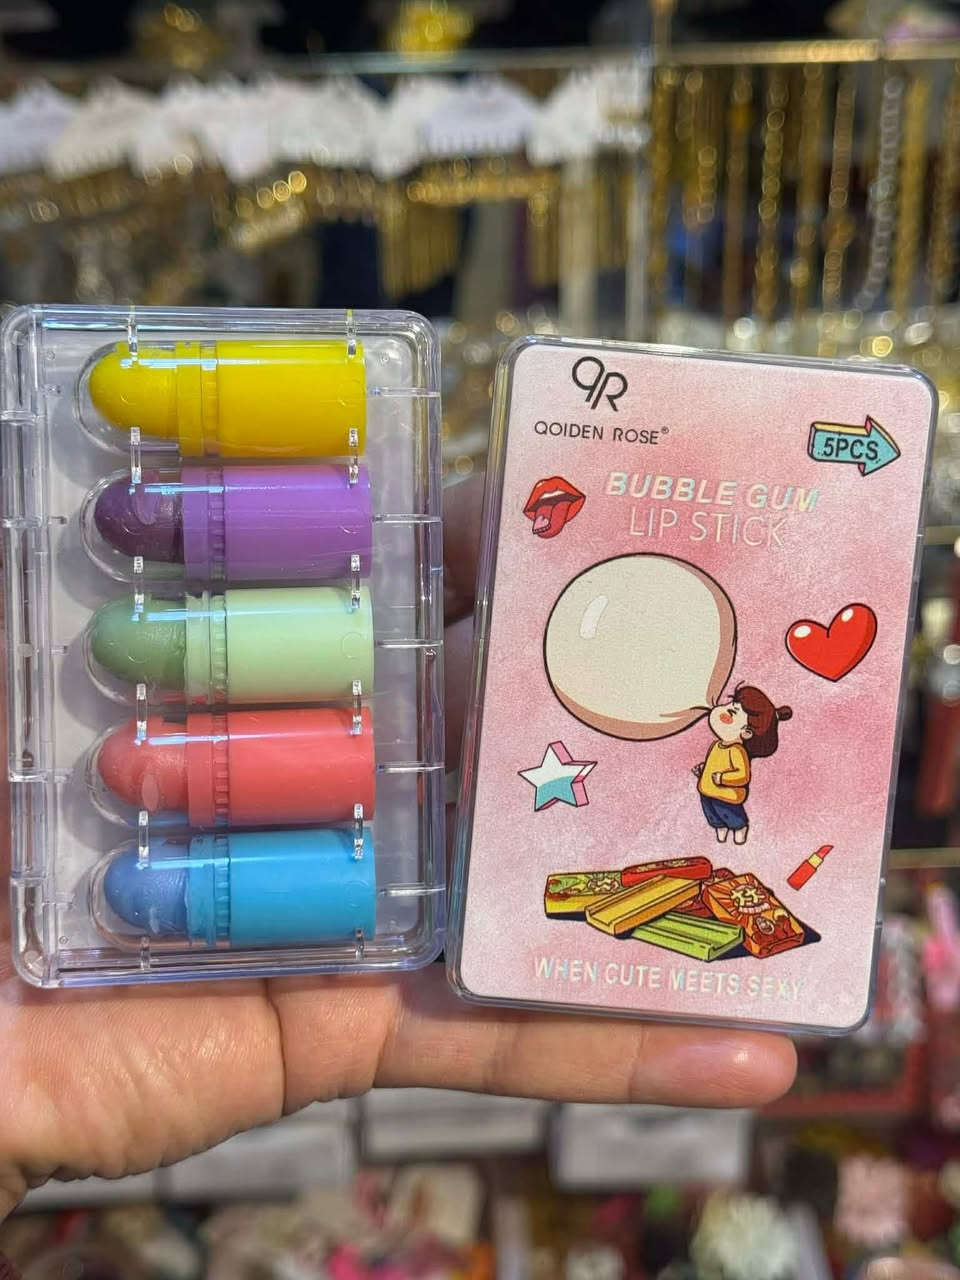 QR
QOIDEN ROSE®
5PCS
BUBBLE GUM
LIP STICK
WHEN CUTE MEETS SEXY